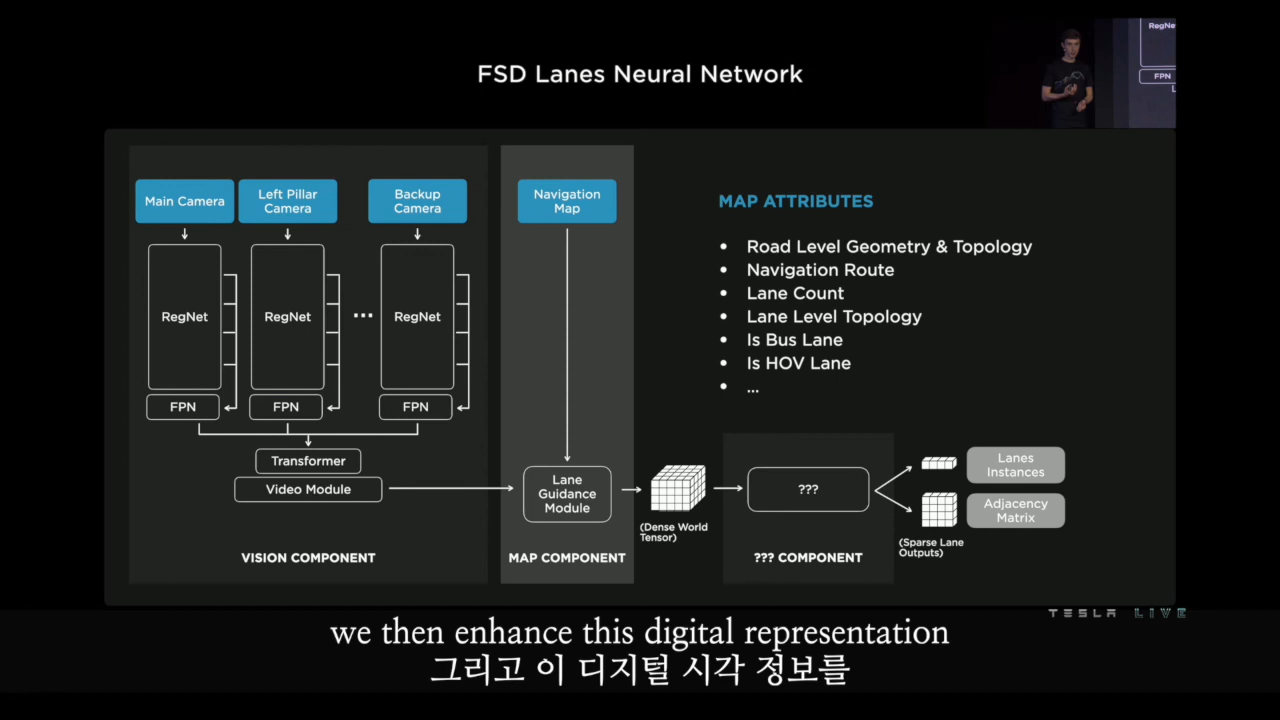 FSD Lanes Neural Network
RegNe
FPN
L
Main Camera
Left Pillar
Camera
Backup
Camera
RegNet
RegNet
...
RegNet
FPN
FPN
FPN
Transformer
Video Module
VISION COMPONENT
Navigation
Map
Lane
Guidance
Module
MAP COMPONENT
(Dense World
Tensor)
MAP ATTRIBUTES
• Road Level Geometry & Topology
• Navigation Route
• Lane Count
• Lane Level Topology
• Is Bus Lane
• Is HOV Lane
• ...
???
??? COMPONENT
Lanes
Instances
Adjacency
Matrix
(Sparse Lane
Outputs)
TESLA LIVE
we then enhance this digital representation
그리고 이 디지털 시각 정보를